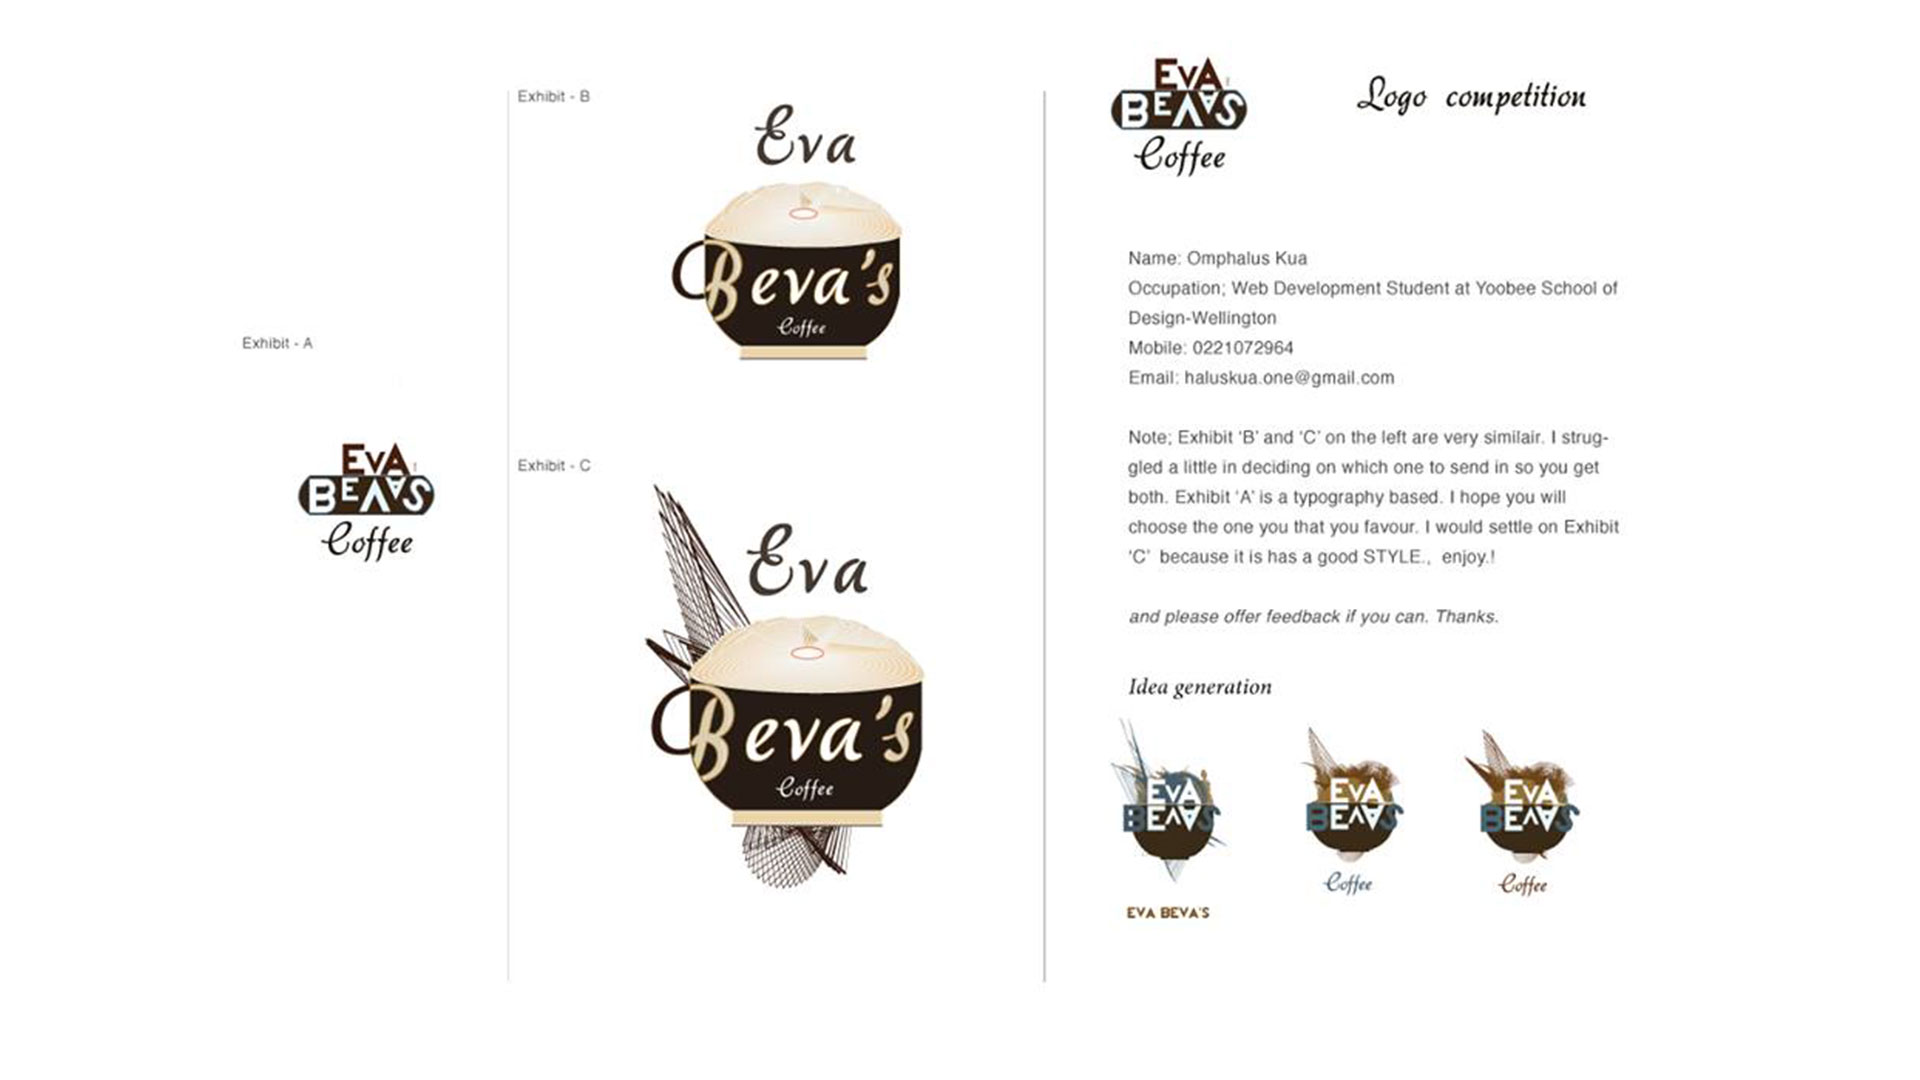 Exhibit - A
EVA
BEVA'S
Coffee
Exhibit - B
Eva
Beva's
Coffee
Exhibit - C
Eva
Beva's
Coffee
EVA
BEVA'S
Coffee
Logo competition
Name: Omphalus Kua
Occupation; Web Development Student at Yoobee School of
Design-Wellington
Mobile: 0221072964
Email: haluskua.one@gmail.com
Note; Exhibit ‘B’ and ‘C’ on the left are very similair. I strug-
gled a little in deciding on which one to send in so you get
both. Exhibit ‘A’ is a typography based. I hope you will
choose the one you that you favour. I would settle on Exhibit
‘C’ because it is has a good STYLE., enjoy.!
and please offer feedback if you can. Thanks.
Idea generation
EVA
BEVAS
EVA BEVA'S
EVA
BEVAS
Coffee
EVA
BEVAS
Coffee